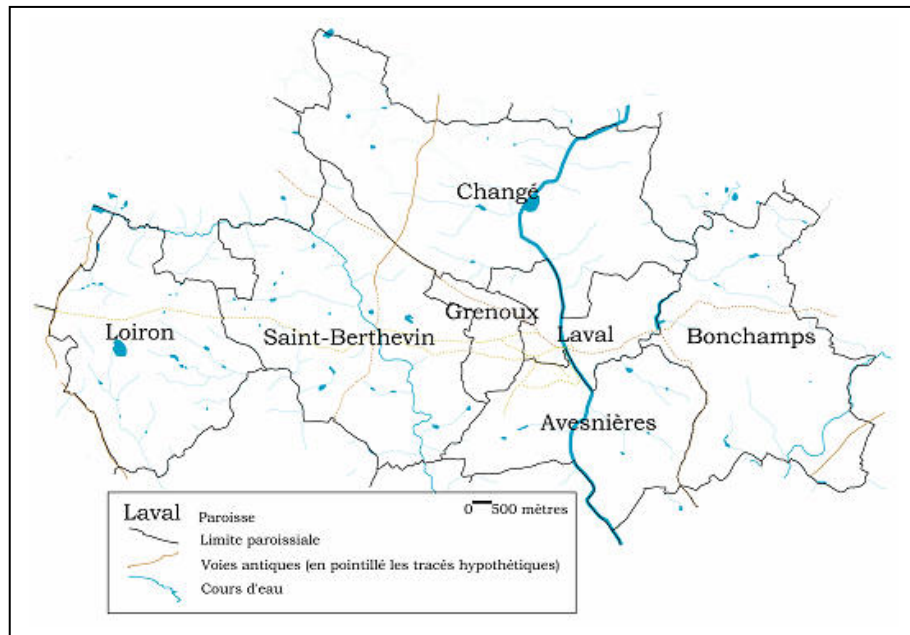 Changé
Grenoux
Loiron
Saint-Berthevin
Laval
Bonchamps
Avesnières
Laval Paroisse
0 500 mètres
Limite paroissiale
Voies antiques (en pointillé les tracés hypothétiques)
Cours d'eau